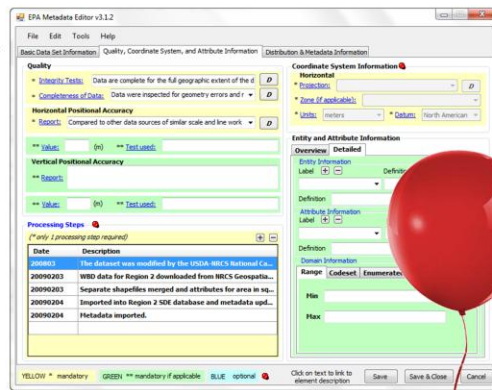 EPA Metadata Editor v3.1.2
File Edit Tools Help
Basic Data Set Information Quality, Coordinate System, and Attribute Information Distribution & Metadata Information
Quality
* Integrity Tests: Data are complete for the full geographic extent of the d D
* Completeness of Data: Data were inspected for geometry errors and r D
Horizontal Positional Accuracy
* Report: Compared to other data sources of similar scale and line work D
** Value: (m) ** Test used:
Vertical Positional Accuracy
** Report:
** Value: (m) ** Test used:
Processing Steps
(* only 1 processing step required)
Date Description
200803 The dataset was modified by the USDA-NRCS National Ca...
20090203 WBD data for Region 2 downloaded from NRCS Geospatia...
20090203 Separate shapefiles merged and attributes for area in sq...
20090204 Imported into Region 2 SDE database and metadata upd...
20090204 Metadata imported.
Coordinate System Information
Horizontal
* Projection: D
* Zone (if applicable):
* Units: meters * Datum: North American
Entity and Attribute Information
Overview Detailed
Entity Information
Label
Definition
Attribute Information
Label
Definition
Domain Information
Range Codeset Enumerated
Min
Max
YELLOW * mandatory GREEN ** mandatory if applicable BLUE optional
Click on text to link to
element description
Save Save & Close Cancel